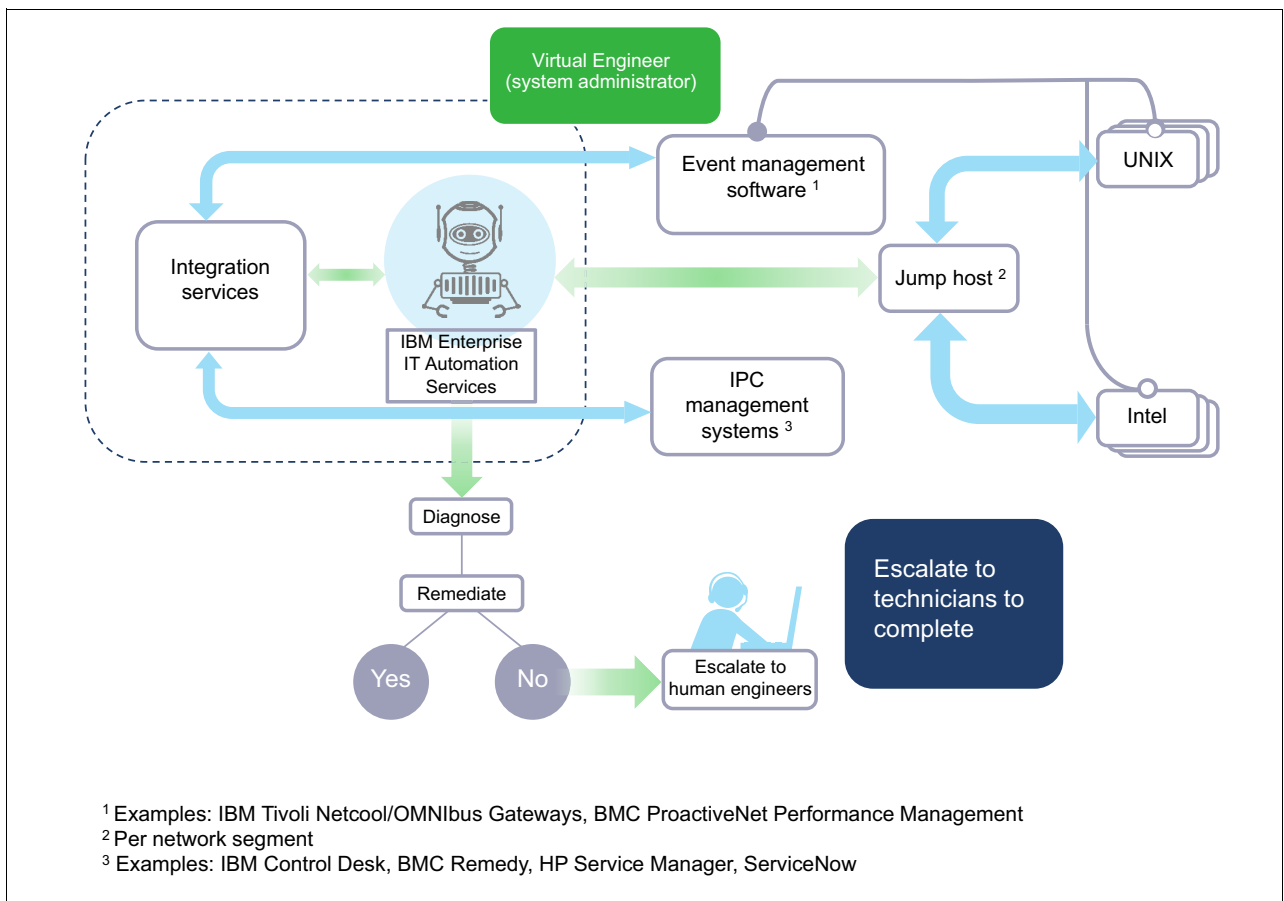 Virtual Engineer
(system administrator)
Event management
software ¹
UNIX
Integration
services
Jump host ²
IBM Enterprise
IT Automation
Services
IPC
management
systems ³
Intel
Diagnose
Remediate
Yes
No
Escalate to
human engineers
Escalate to
technicians to
complete
¹ Examples: IBM Tivoli Netcool/OMNIbus Gateways, BMC ProactiveNet Performance Management
² Per network segment
³ Examples: IBM Control Desk, BMC Remedy, HP Service Manager, ServiceNow